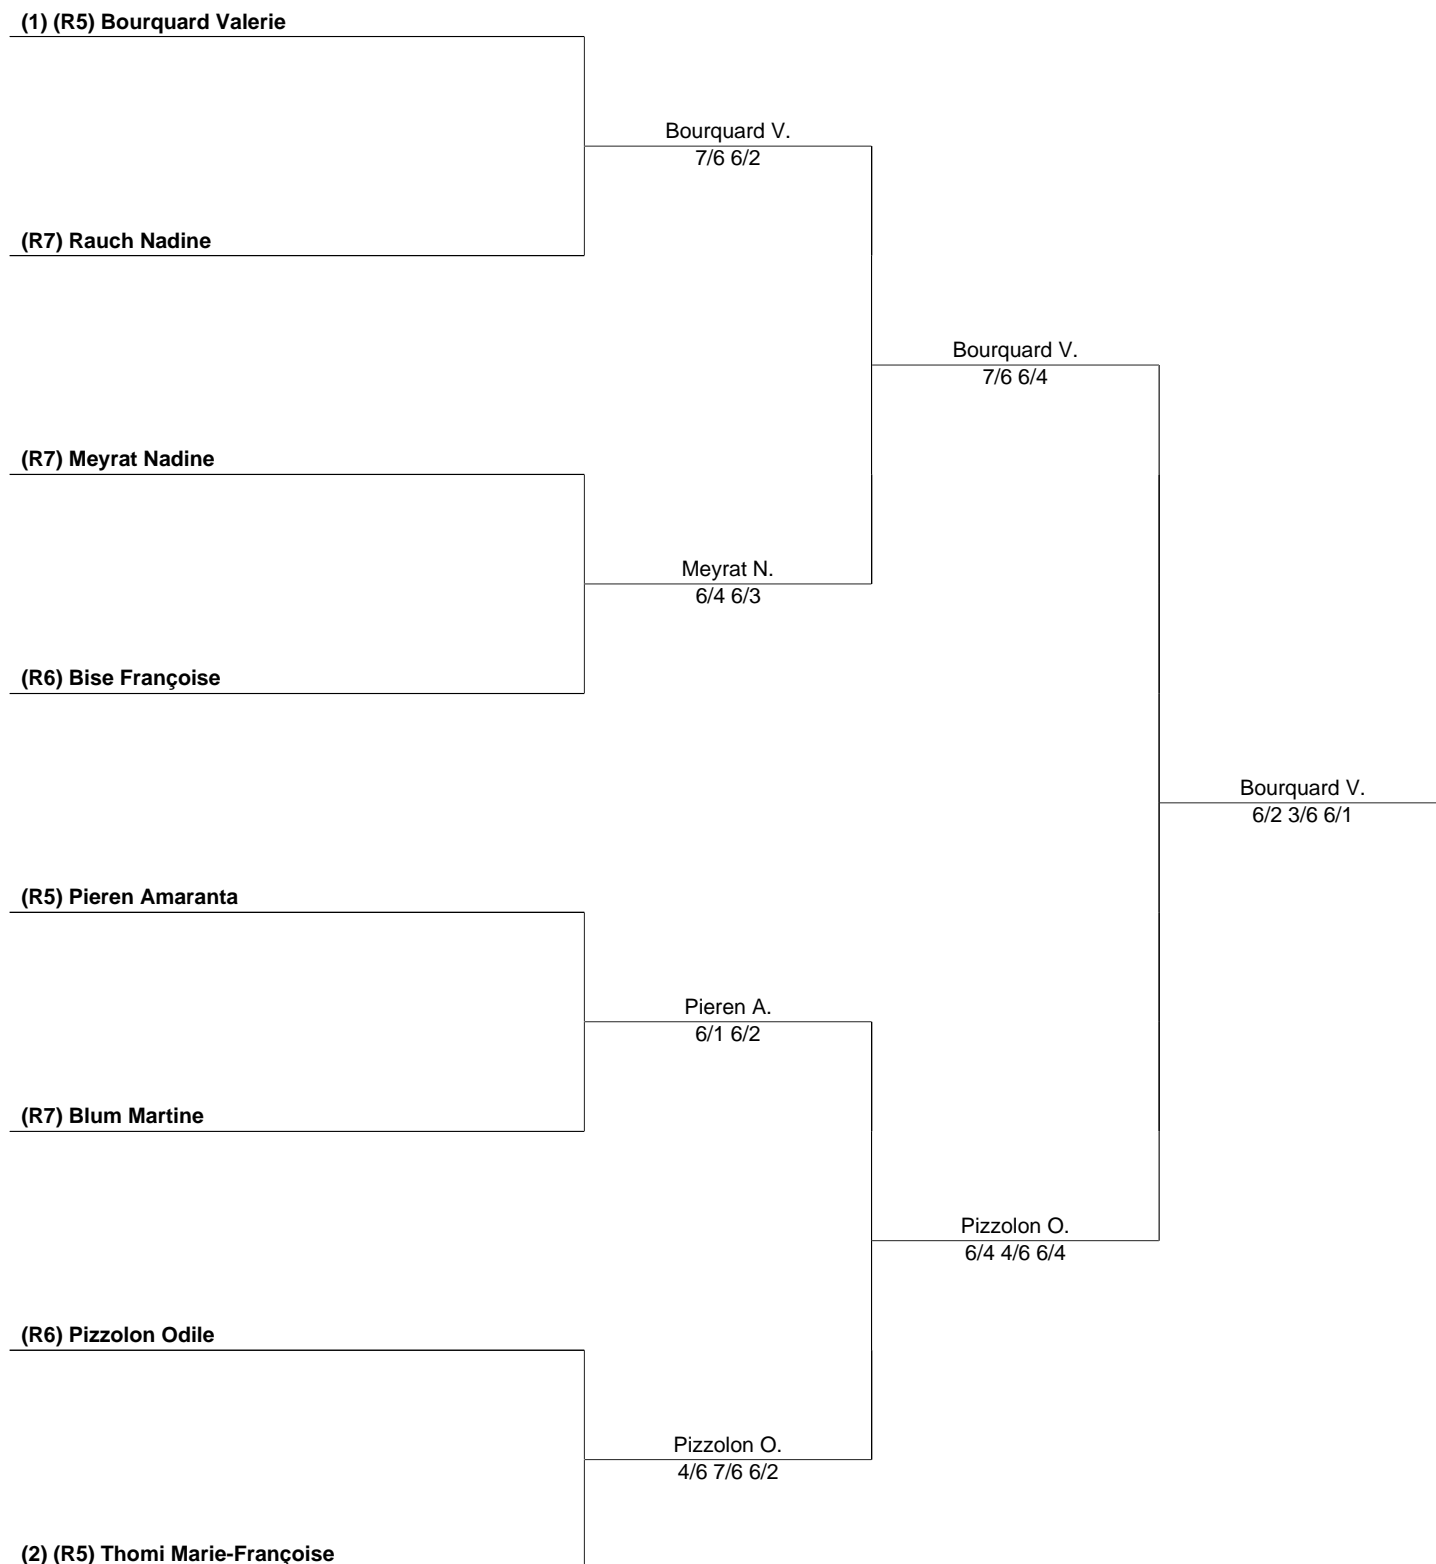 (1) (R5) Bourquard Valerie
Bourquard V.
7/6 6/2
(R7) Rauch Nadine
Bourquard V.
7/6 6/4
(R7) Meyrat Nadine
Meyrat N.
6/4 6/3
(R6) Bise Françoise
Bourquard V.
6/2 3/6 6/1
(R5) Pieren Amaranta
Pieren A.
6/1 6/2
(R7) Blum Martine
Pizzolon O.
6/4 4/6 6/4
(R6) Pizzolon Odile
Pizzolon O.
4/6 7/6 6/2
(2) (R5) Thomi Marie-Françoise